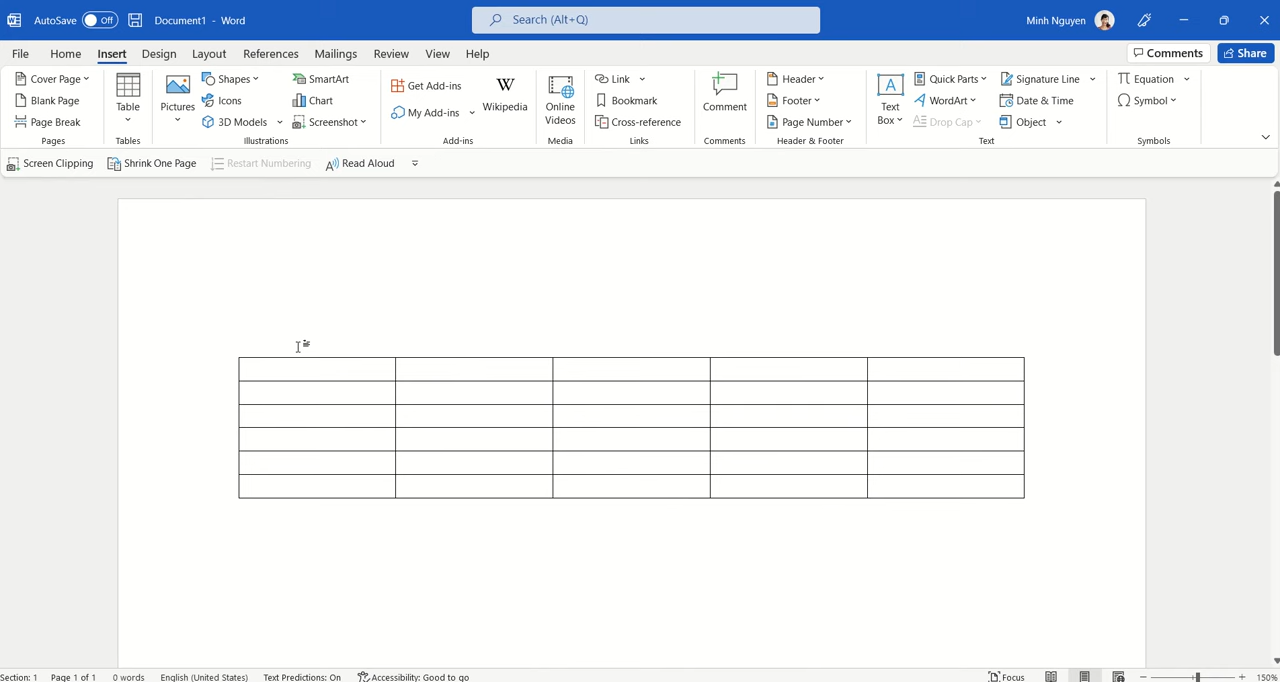 AutoSave Off Document1 - Word Search (Alt+Q) Minh Nguyen
File Home Insert Design Layout References Mailings Review View Help Comments Share
Cover Page
Blank Page
Page Break
Pages
Table
Tables
Pictures
Shapes
Icons
3D Models
SmartArt
Chart
Screenshot
Illustrations
Get Add-ins
My Add-ins
W
Wikipedia
Add-ins
Online
Videos
Media
Link
Bookmark
Cross-reference
Links
Comment
Comments
Header
Footer
Page Number
Header & Footer
A
Text
Box
Quick Parts
WordArt
Drop Cap
Signature Line
Date & Time
Object
Text
Equation
Symbol
Symbols
Screen Clipping Shrink One Page Restart Numbering Read Aloud
Section: 1 Page 1 of 1 0 words English (United States) Text Predictions: On Accessibility: Good to go Focus 150%